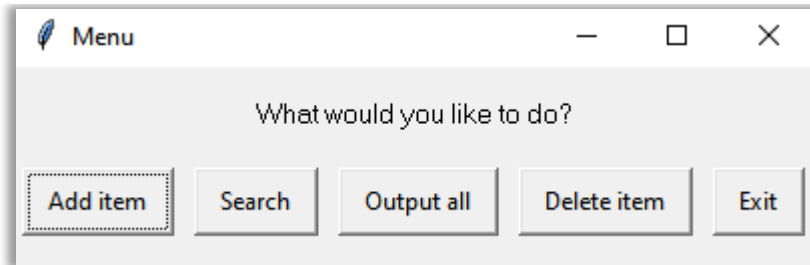 Menu
What would you like to do?
Add item Search Output all Delete item Exit